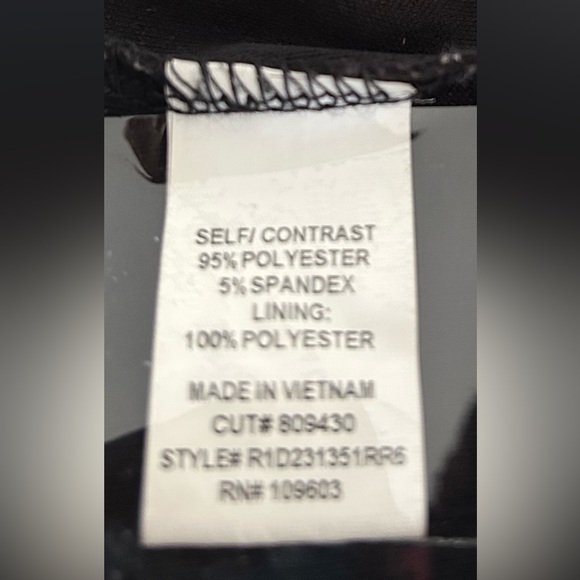 SELF/ CONTRAST
95% POLYESTER
5% SPANDEX
LINING:
100% POLYESTER
MADE IN VIETNAM
CUT# 809430
STYLE# R1D231351RR6
RN# 109603